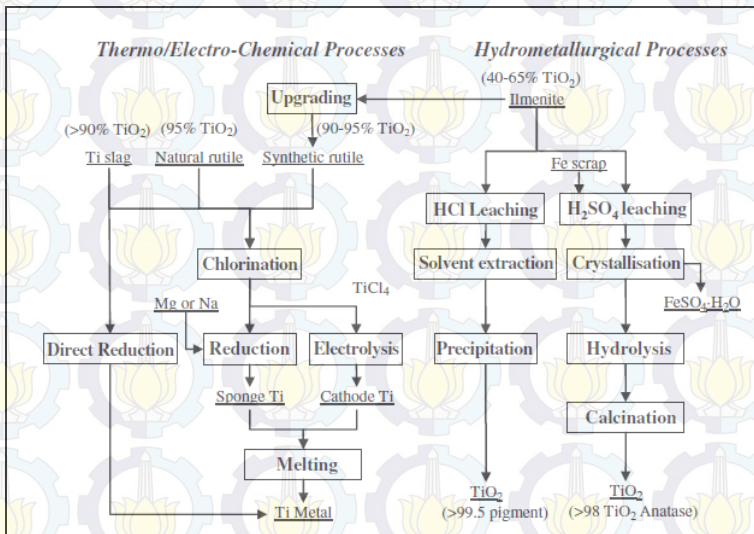 Thermo/Electro-Chemical Processes
Hydrometallurgical Processes
(40-65% TiO₂)
Upgrading
Ilmenite
(>90% TiO₂)
(95% TiO₂)
(90-95% TiO₂)
Ti slag
Natural rutile
Synthetic rutile
Fe scrap
HCl Leaching
H₂SO₄ leaching
Chlorination
Solvent extraction
Crystallisation
TiCl₄
Mg or Na
FeSO₄·H₂O
Direct Reduction
Reduction
Electrolysis
Precipitation
Hydrolysis
Sponge Ti
Cathode Ti
Calcination
Melting
TiO₂
TiO₂
Ti Metal
(>99.5 pigment)
(>98 TiO₂ Anatase)